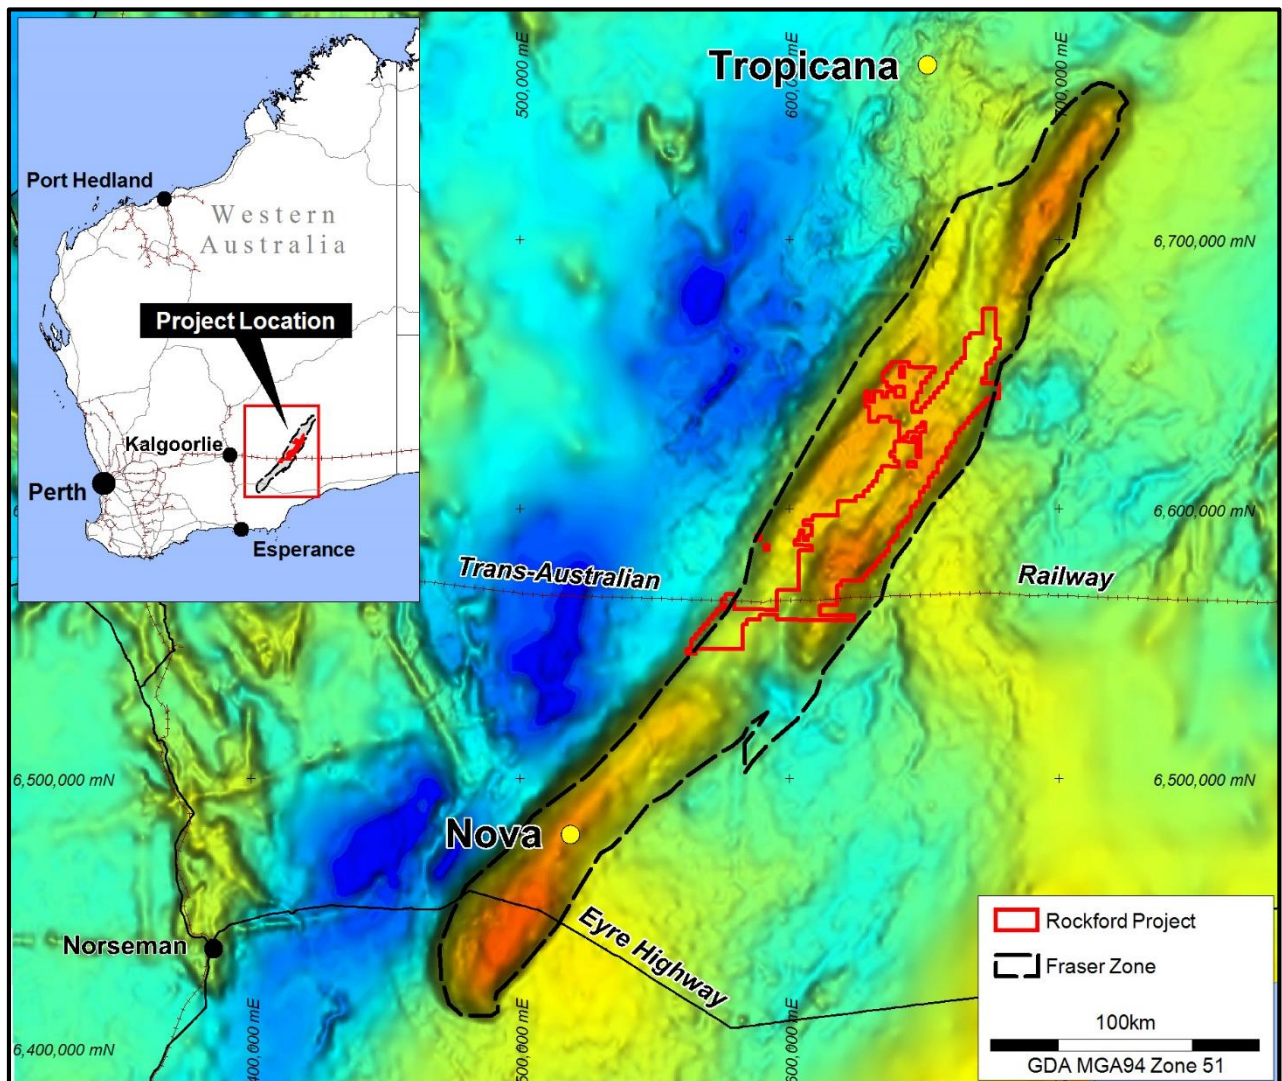 Port Hedland
Western
Australia
Project Location
Kalgoorlie
Perth
Esperance
500,000 mE
Tropicana
600,000 mE
700,000 mE
6,700,000 mN
6,600,000 mN
Trans-Australian
Railway
6,500,000 mN
6,500,000 mN
Nova
Eyre Highway
Norseman
6,400,000 mN
400,000 mE
500,000 mE
600,000 mE
Rockford Project
Fraser Zone
100km
GDA MGA94 Zone 51